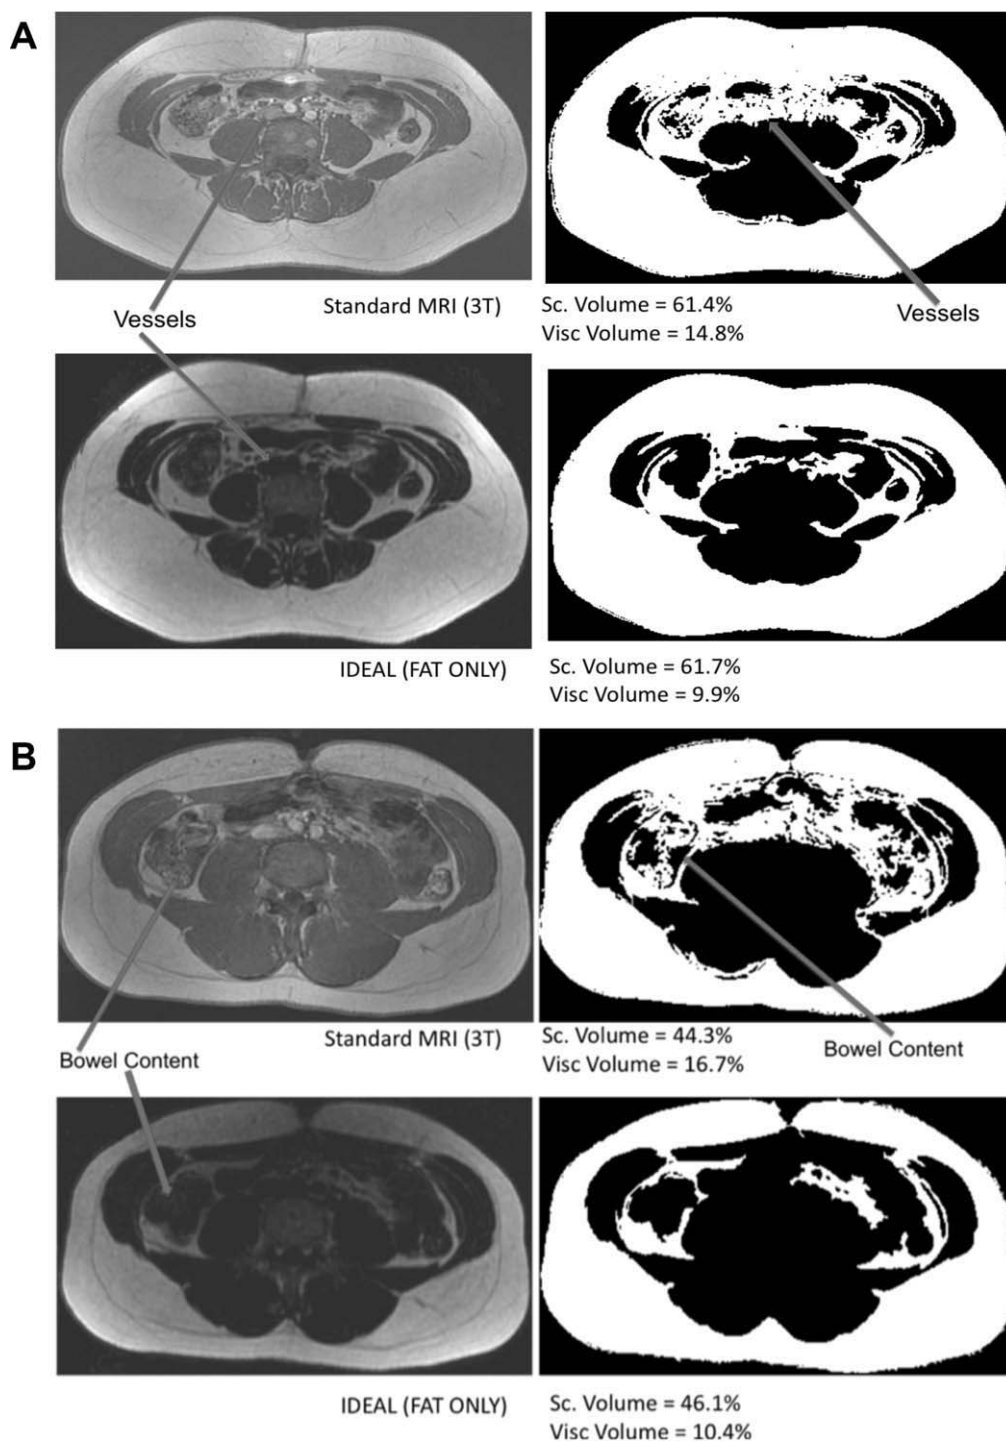 A
Standard MRI (3T)
Sc. Volume = 61.4%
Visc Volume = 14.8%
Vessels
Vessels
IDEAL (FAT ONLY)
Sc. Volume = 61.7%
Visc Volume = 9.9%
B
Standard MRI (3T)
Sc. Volume = 44.3%
Visc Volume = 16.7%
Bowel Content
Bowel Content
IDEAL (FAT ONLY)
Sc. Volume = 46.1%
Visc Volume = 10.4%